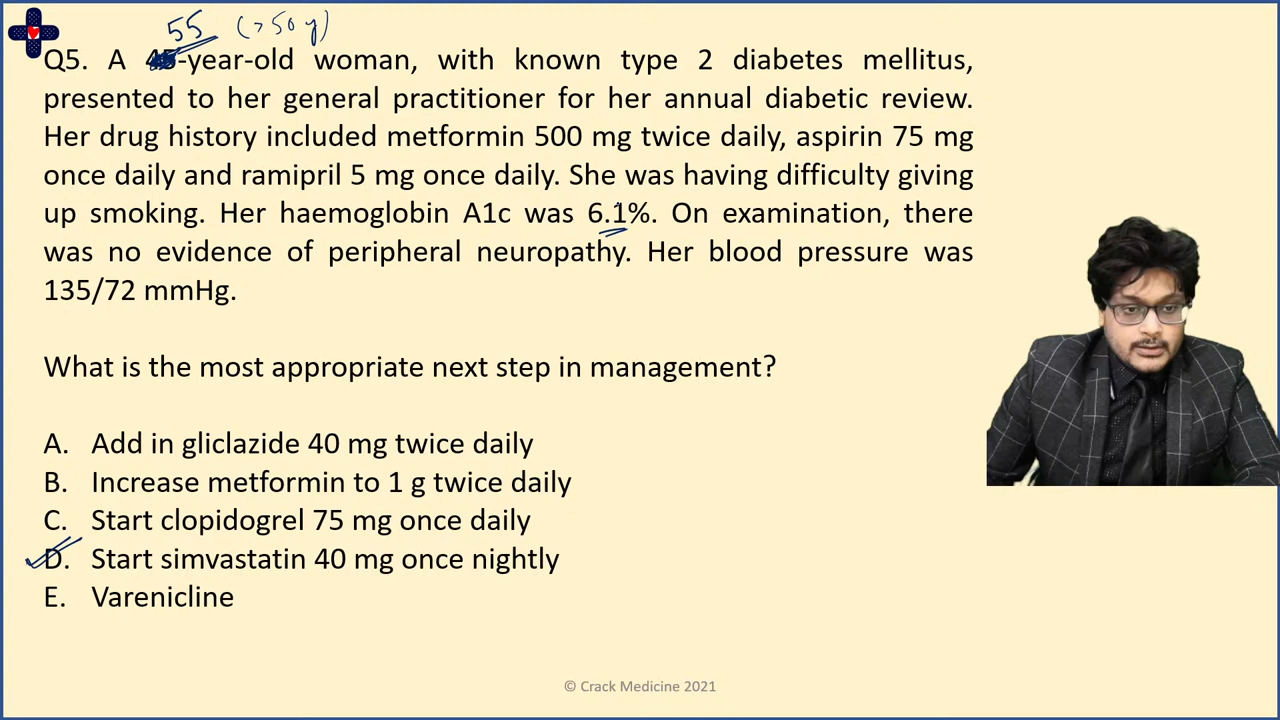 55 (>50 y)
Q5. A -year-old woman, with known type 2 diabetes mellitus,
presented to her general practitioner for her annual diabetic review.
Her drug history included metformin 500 mg twice daily, aspirin 75 mg
once daily and ramipril 5 mg once daily. She was having difficulty giving
up smoking. Her haemoglobin A1c was 6.1%. On examination, there
was no evidence of peripheral neuropathy. Her blood pressure was
135/72 mmHg.
What is the most appropriate next step in management?
A. Add in gliclazide 40 mg twice daily
B. Increase metformin to 1 g twice daily
C. Start clopidogrel 75 mg once daily
D. Start simvastatin 40 mg once nightly
E. Varenicline
© Crack Medicine 2021